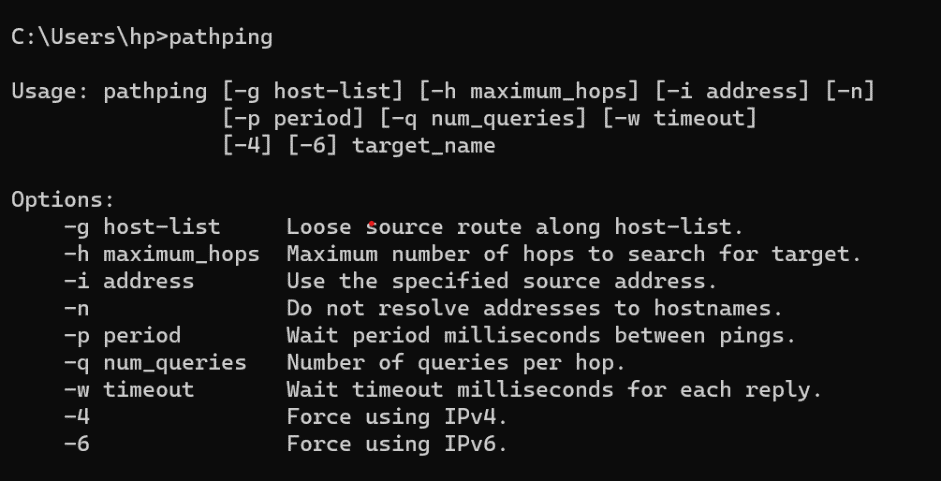 C:\Users\hp>pathping
Usage: pathping [-g host-list] [-h maximum_hops] [-i address] [-n]
[-p period] [-q num_queries] [-w timeout]
[-4] [-6] target_name
Options:
-g host-list Loose source route along host-list.
-h maximum_hops Maximum number of hops to search for target.
-i address Use the specified source address.
-n Do not resolve addresses to hostnames.
-p period Wait period milliseconds between pings.
-q num_queries Number of queries per hop.
-w timeout Wait timeout milliseconds for each reply.
-4 Force using IPv4.
-6 Force using IPv6.